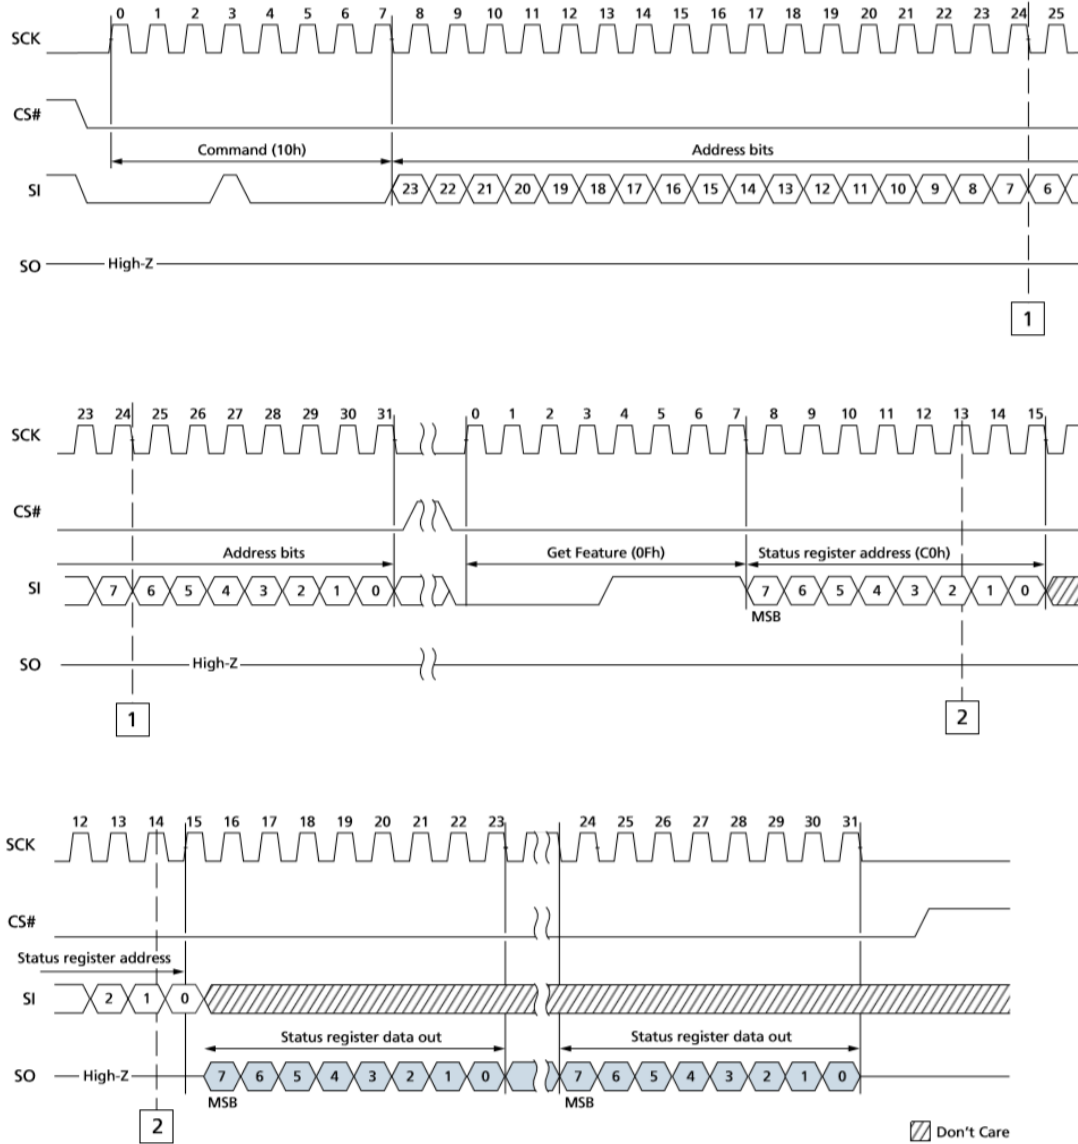 0 1 2 3 4 5 6 7 8 9 10 11 12 13 14 15 16 17 18 19 20 21 22 23 24 25
SCK
CS#
Command (10h) Address bits
SI 23 22 21 20 19 18 17 16 15 14 13 12 11 10 9 8 7 6
SO High-Z
1
23 24 25 26 27 28 29 30 31 0 1 2 3 4 5 6 7 8 9 10 11 12 13 14 15
SCK
CS#
Address bits Get Feature (0Fh) Status register address (C0h)
SI 7 6 5 4 3 2 1 0 7 6 5 4 3 2 1 0
MSB
SO High-Z
1 2
12 13 14 15 16 17 18 19 20 21 22 23 24 25 26 27 28 29 30 31
SCK
CS#
Status register address
SI 2 1 0
Status register data out Status register data out
SO High-Z 7 6 5 4 3 2 1 0 7 6 5 4 3 2 1 0
MSB MSB
2
Don't Care